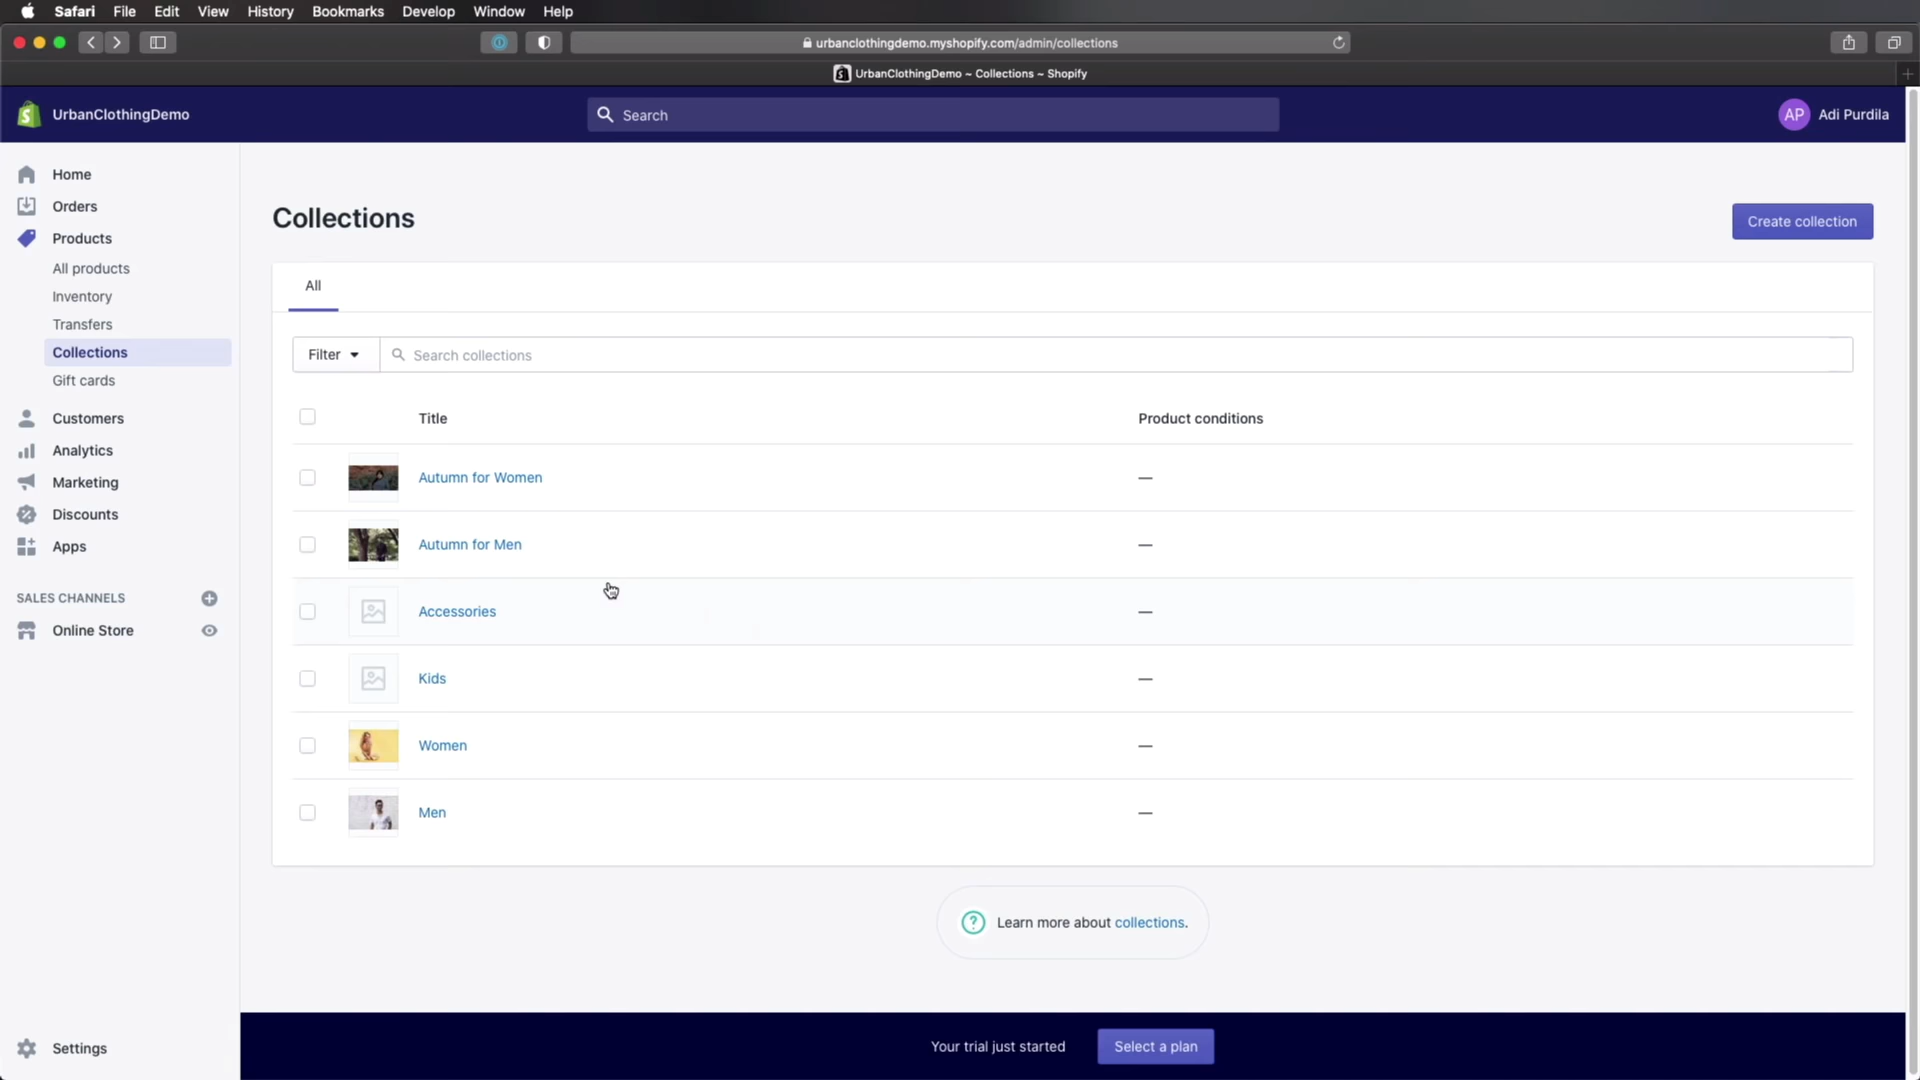 Safari File Edit View History Bookmarks Develop Window Help
urbanclothingdemo.myshopify.com/admin/collections
UrbanClothingDemo ~ Collections ~ Shopify
UrbanClothingDemo
Search
AP Adi Purdila
Home
Orders
Products
All products
Inventory
Transfers
Collections
Gift cards
Customers
Analytics
Marketing
Discounts
Apps
SALES CHANNELS
Online Store
Settings
Collections
Create collection
All
Filter Search collections
Title Product conditions
Autumn for Women —
Autumn for Men —
Accessories —
Kids —
Women —
Men —
Learn more about collections.
Your trial just started Select a plan